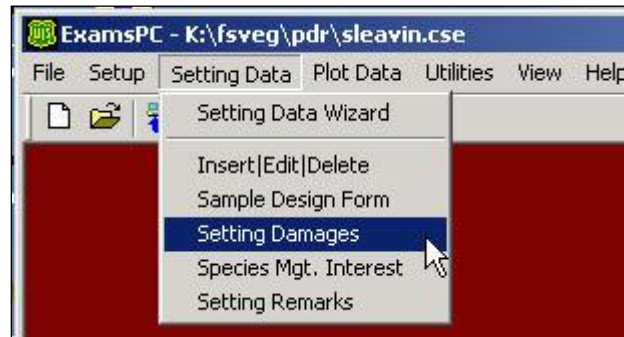 ExamsPC - K:\fsveg\pdr\sleavin.cse
File Setup Setting Data Plot Data Utilities View Help
Setting Data Wizard
Insert|Edit|Delete
Sample Design Form
Setting Damages
Species Mgt. Interest
Setting Remarks